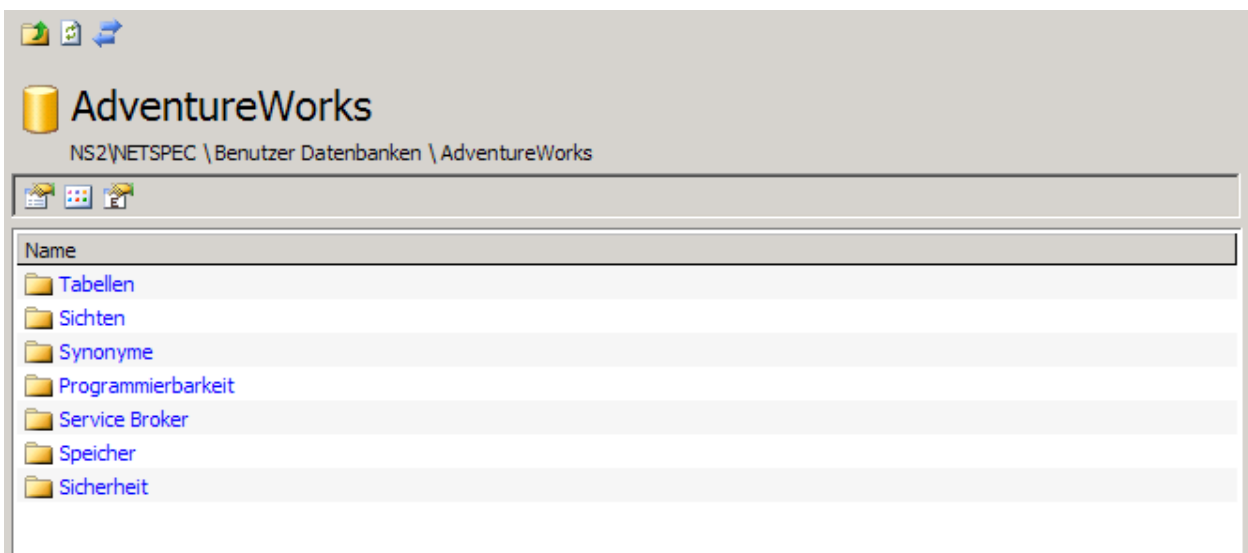 AdventureWorks
NS2\NETSPEC \ Benutzer Datenbanken \ AdventureWorks
Name
Tabellen
Sichten
Synonyme
Programmierbarkeit
Service Broker
Speicher
Sicherheit